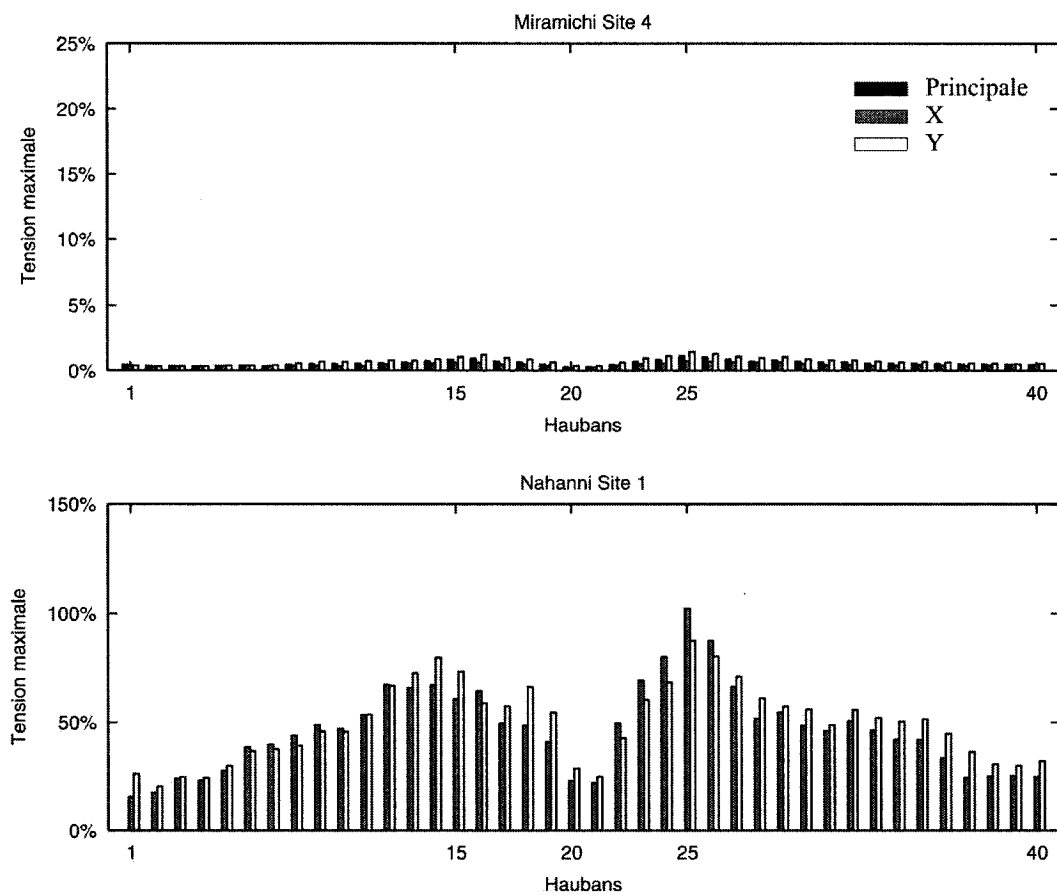 Miramichi Site 4
25%
20%
15%
10%
5%
0%
Tension maximale
Principale
X
Y
1
15
20
25
40
Haubans
Nahanni Site 1
150%
100%
50%
0%
Tension maximale
1
15
20
25
40
Haubans